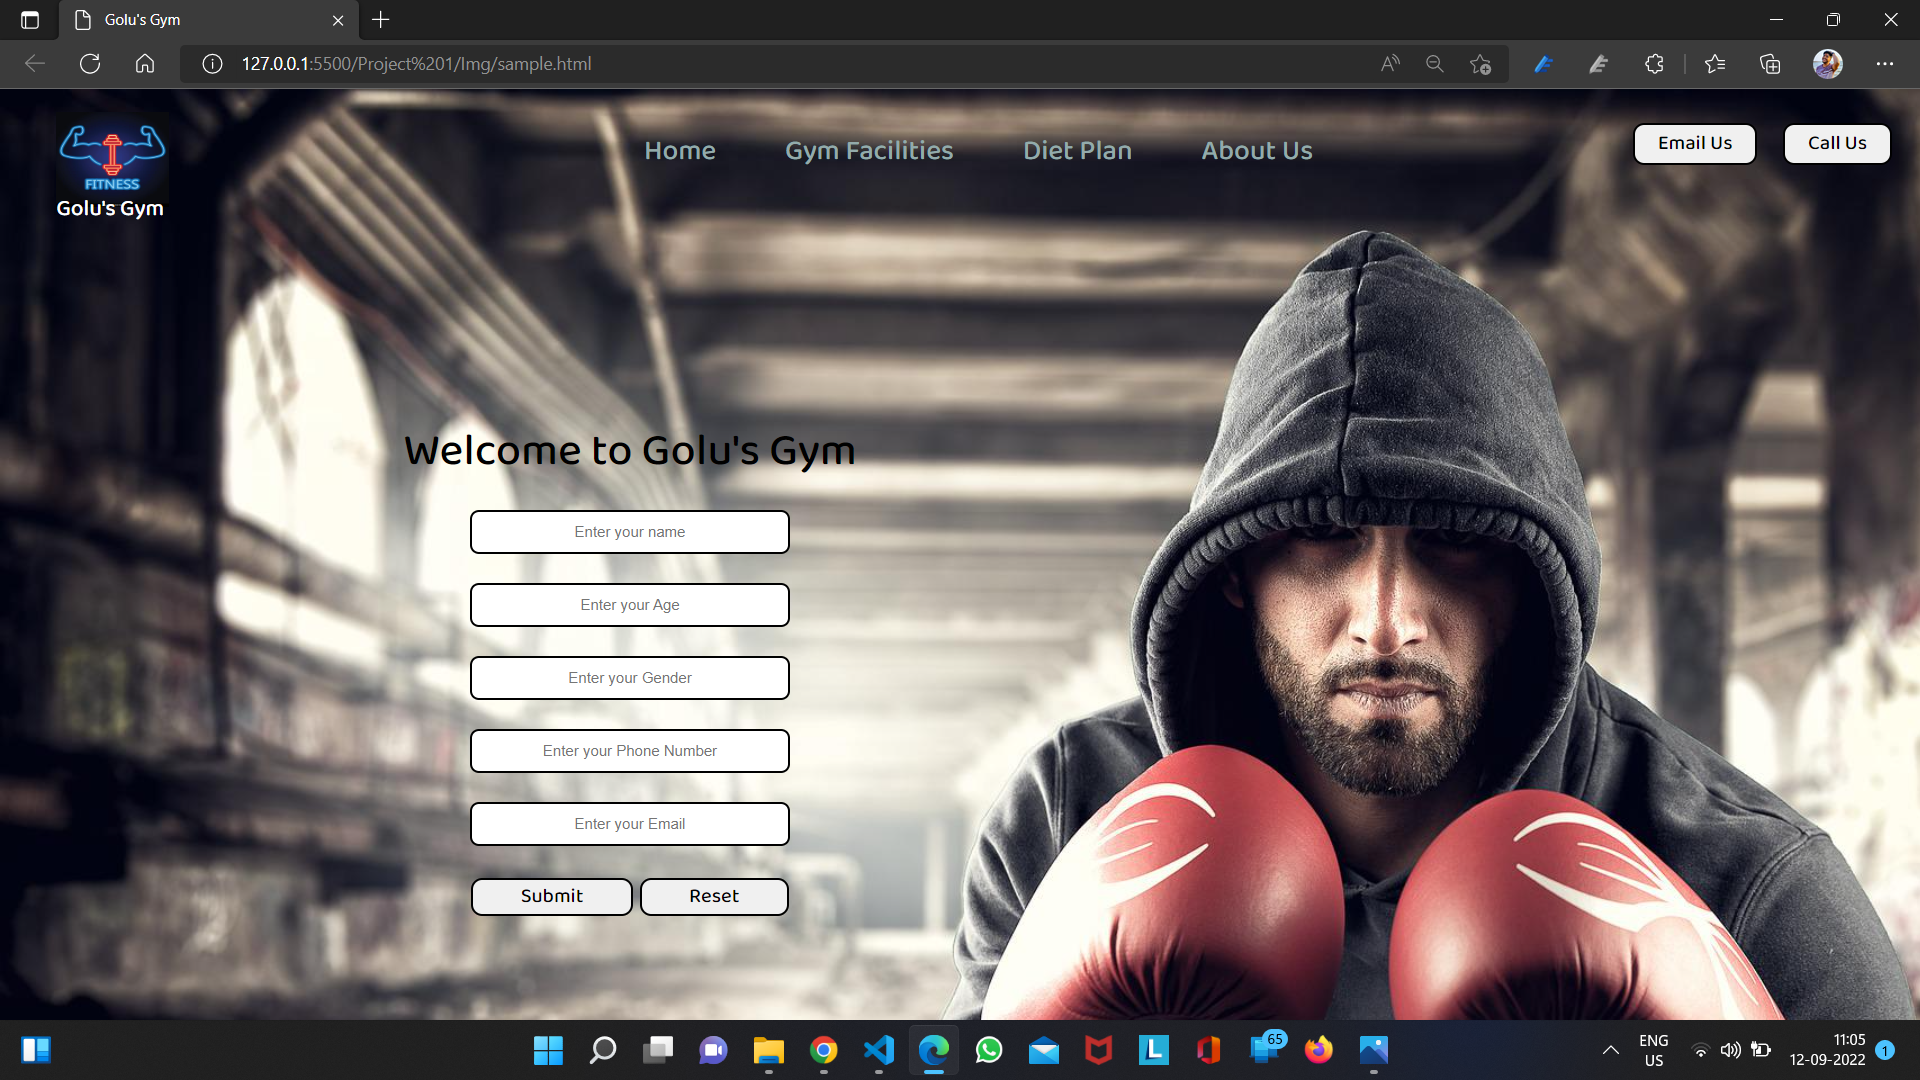 Golu's Gym
127.0.0.1:5500/Project%201/Img/sample.html
FITNESS
Golu's Gym
Home
Gym Facilities
Diet Plan
About Us
Email Us
Call Us
Welcome to Golu's Gym
Enter your name
Enter your Age
Enter your Gender
Enter your Phone Number
Enter your Email
Submit
Reset
L
65
ENG
US
11:05
12-09-2022
1